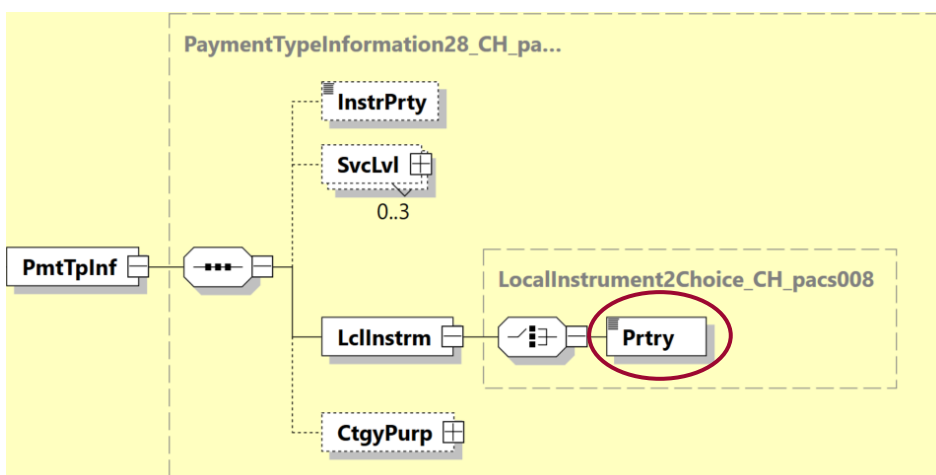 PaymentTypeInformation28_CH_pa...
InstrPrty
SvcLvl
0..3
PmtTpInf
LocalInstrument2Choice_CH_pacs008
LclInstrm
Prtry
CtgyPurp